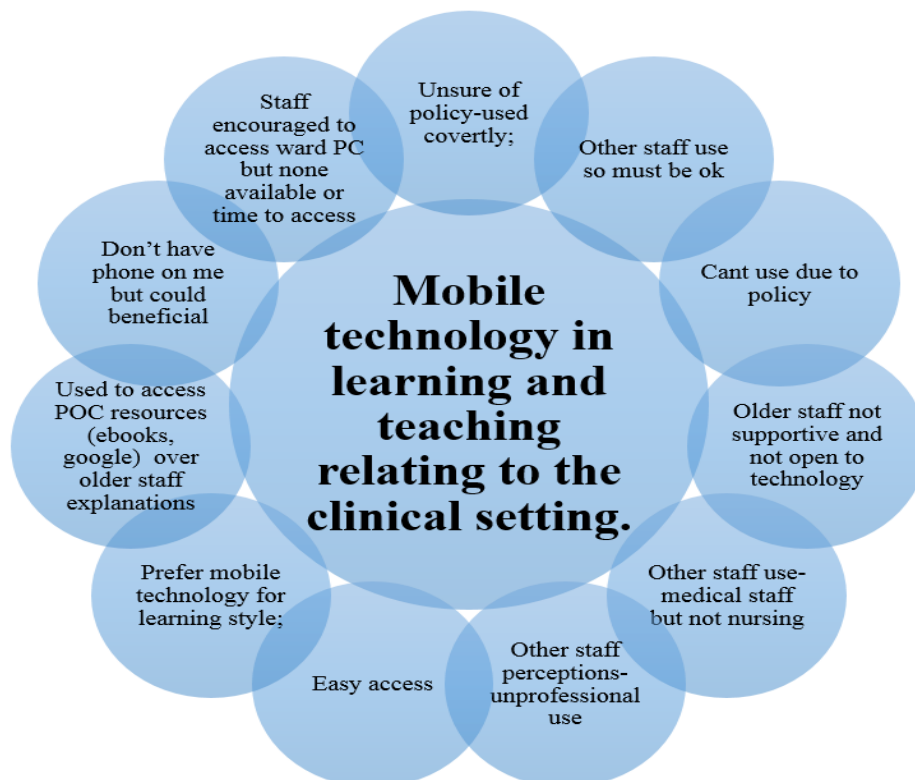 Unsure of
policy-used
covertly;
Other staff use
so must be ok
Cant use due to
policy
Older staff not
supportive and
not open to
technology
Other staff use-
medical staff
but not nursing
Other staff
perceptions-
unprofessional
use
Easy access
Prefer mobile
technology for
learning style;
Used to access
POC resources
(ebooks,
google)  over
older staff
explanations
Don’t have
phone on me
but could
beneficial
Staff
encouraged to
access ward PC
but none
available or
time to access
Mobile
technology in
learning and
teaching
relating to the
clinical setting.